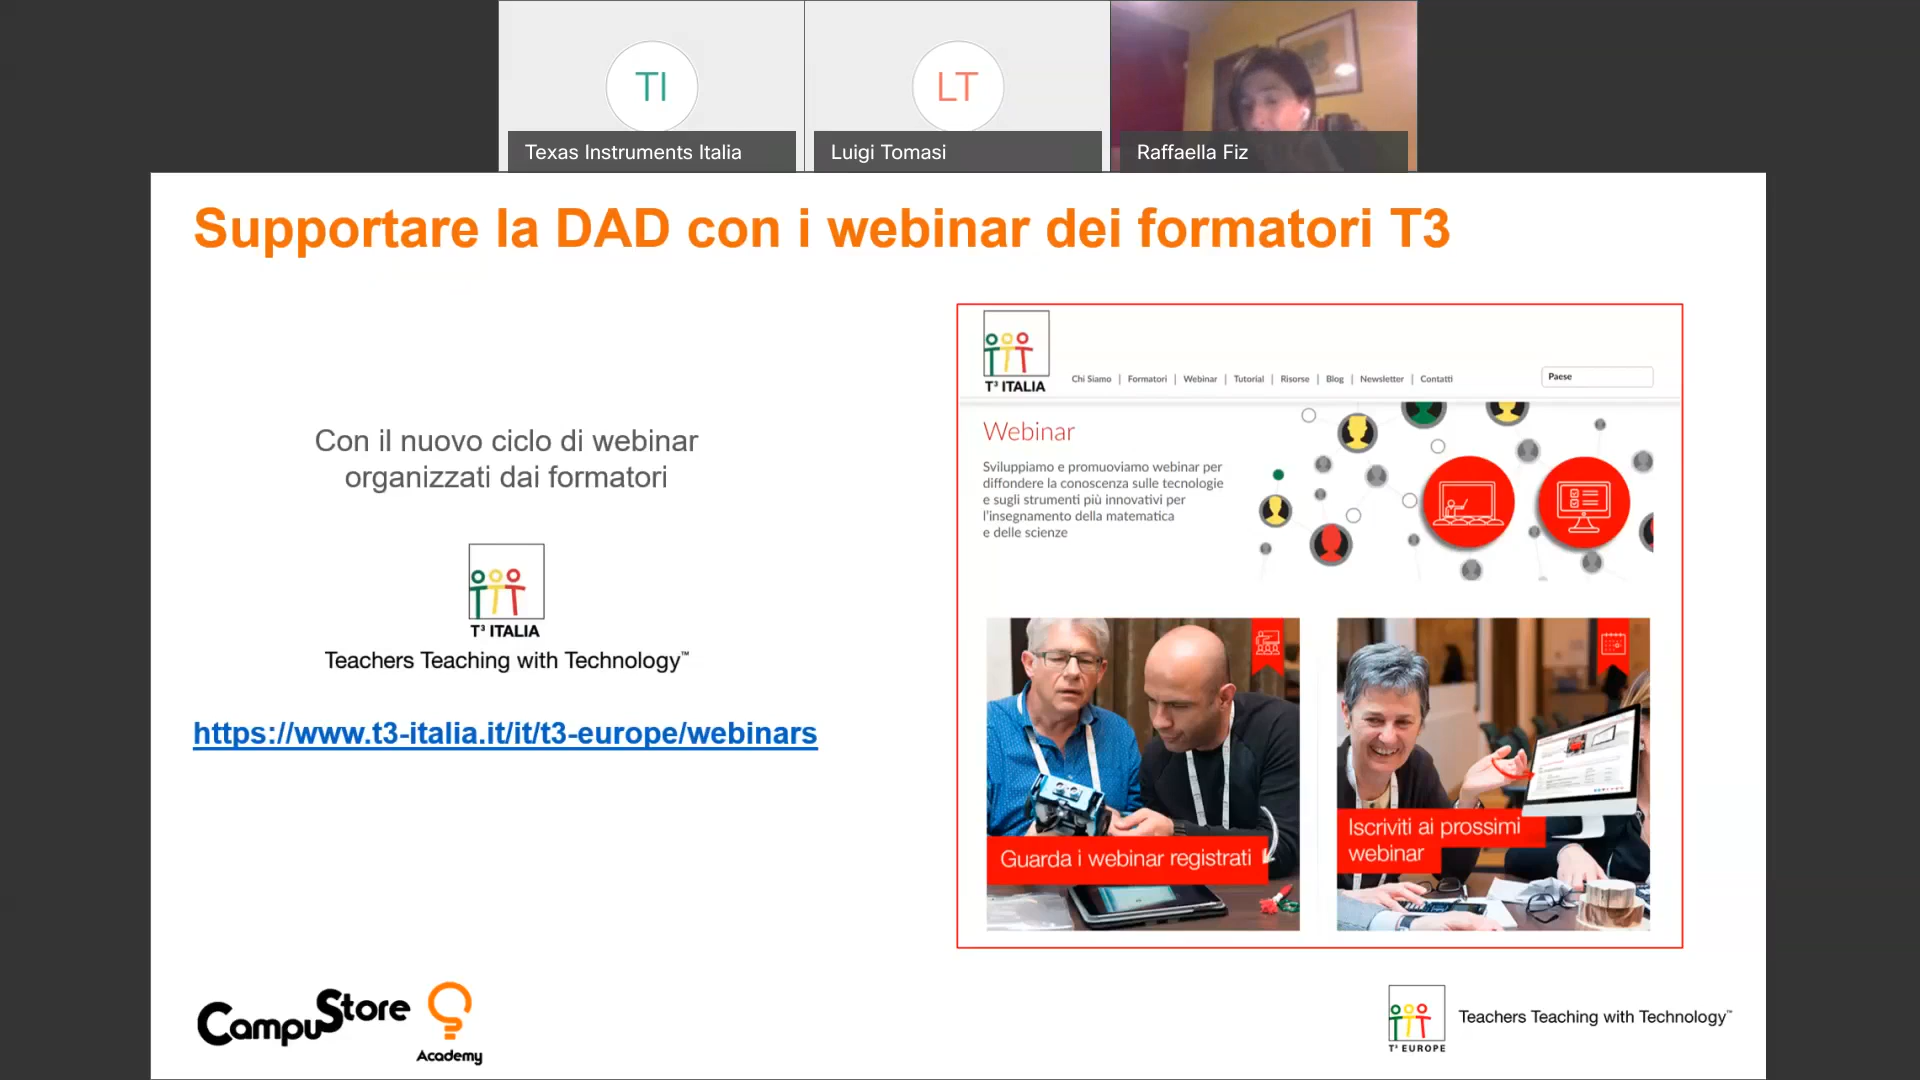 TI
LT
Texas Instruments Italia
Luigi Tomasi
Raffaella Fiz
Supportare la DAD con i webinar dei formatori T3
Con il nuovo ciclo di webinar
organizzati dai formatori
T³ ITALIA
Teachers Teaching with Technology™
https://www.t3-italia.it/it/t3-europe/webinars
T³ ITALIA
Chi Siamo | Formatori | Webinar | Tutorial | Risorse | Blog | Newsletter | Contatti
Paese
Webinar
Sviluppiamo e promuoviamo webinar per
diffondere la conoscenza sulle tecnologie
e sugli strumenti più innovativi per
l'insegnamento della matematica
e delle scienze
Guarda i webinar registrati
Iscriviti ai prossimi
webinar
CampuStore
Academy
T³ EUROPE
Teachers Teaching with Technology™